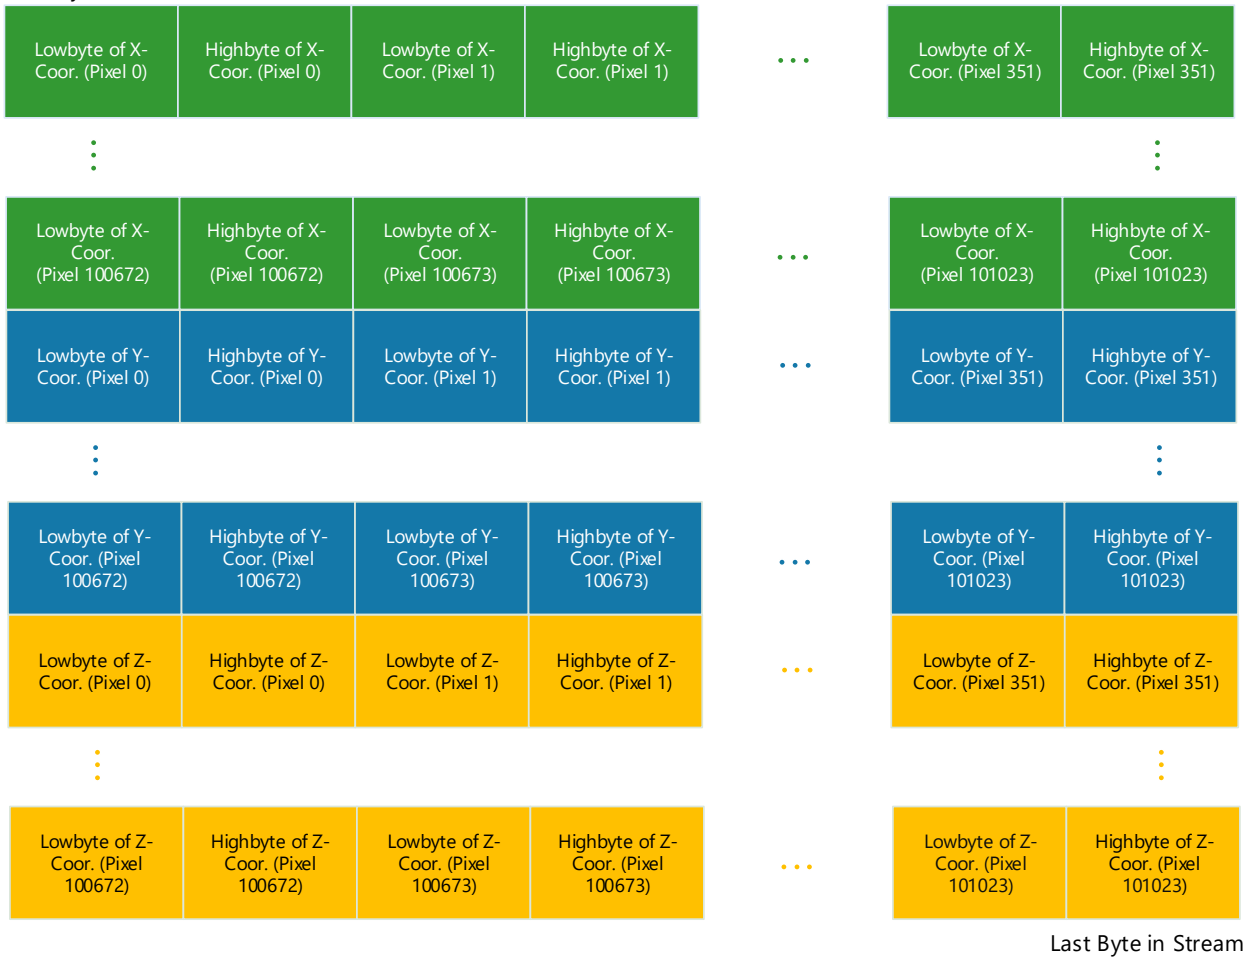 Lowbyte of X- Highbyte of X- Lowbyte of X- Highbyte of X- ... Lowbyte of X- Highbyte of X-
Coor. (Pixel 0) Coor. (Pixel 0) Coor. (Pixel 1) Coor. (Pixel 1) Coor. (Pixel 351) Coor. (Pixel 351)
Lowbyte of X- Highbyte of X- Lowbyte of X- Highbyte of X- Lowbyte of X- Highbyte of X-
Coor. Coor. Coor. Coor. ... Coor. Coor.
(Pixel 100672) (Pixel 100672) (Pixel 100673) (Pixel 100673) (Pixel 101023) (Pixel 101023)
Lowbyte of Y- Highbyte of Y- Lowbyte of Y- Highbyte of Y- ... Lowbyte of Y- Highbyte of Y-
Coor. (Pixel 0) Coor. (Pixel 0) Coor. (Pixel 1) Coor. (Pixel 1) Coor. (Pixel 351) Coor. (Pixel 351)
Lowbyte of Y- Highbyte of Y- Lowbyte of Y- Highbyte of Y- Lowbyte of Y- Highbyte of Y-
Coor. (Pixel Coor. (Pixel Coor. (Pixel Coor. (Pixel ... Coor. (Pixel Coor. (Pixel
100672) 100672) 100673) 100673) 101023) 101023)
Lowbyte of Z- Highbyte of Z- Lowbyte of Z- Highbyte of Z- ... Lowbyte of Z- Highbyte of Z-
Coor. (Pixel 0) Coor. (Pixel 0) Coor. (Pixel 1) Coor. (Pixel 1) Coor. (Pixel 351) Coor. (Pixel 351)
Lowbyte of Z- Highbyte of Z- Lowbyte of Z- Highbyte of Z- Lowbyte of Z- Highbyte of Z-
Coor. (Pixel Coor. (Pixel Coor. (Pixel Coor. (Pixel ... Coor. (Pixel Coor. (Pixel
100672) 100672) 100673) 100673) 101023) 101023)
Last Byte in Stream